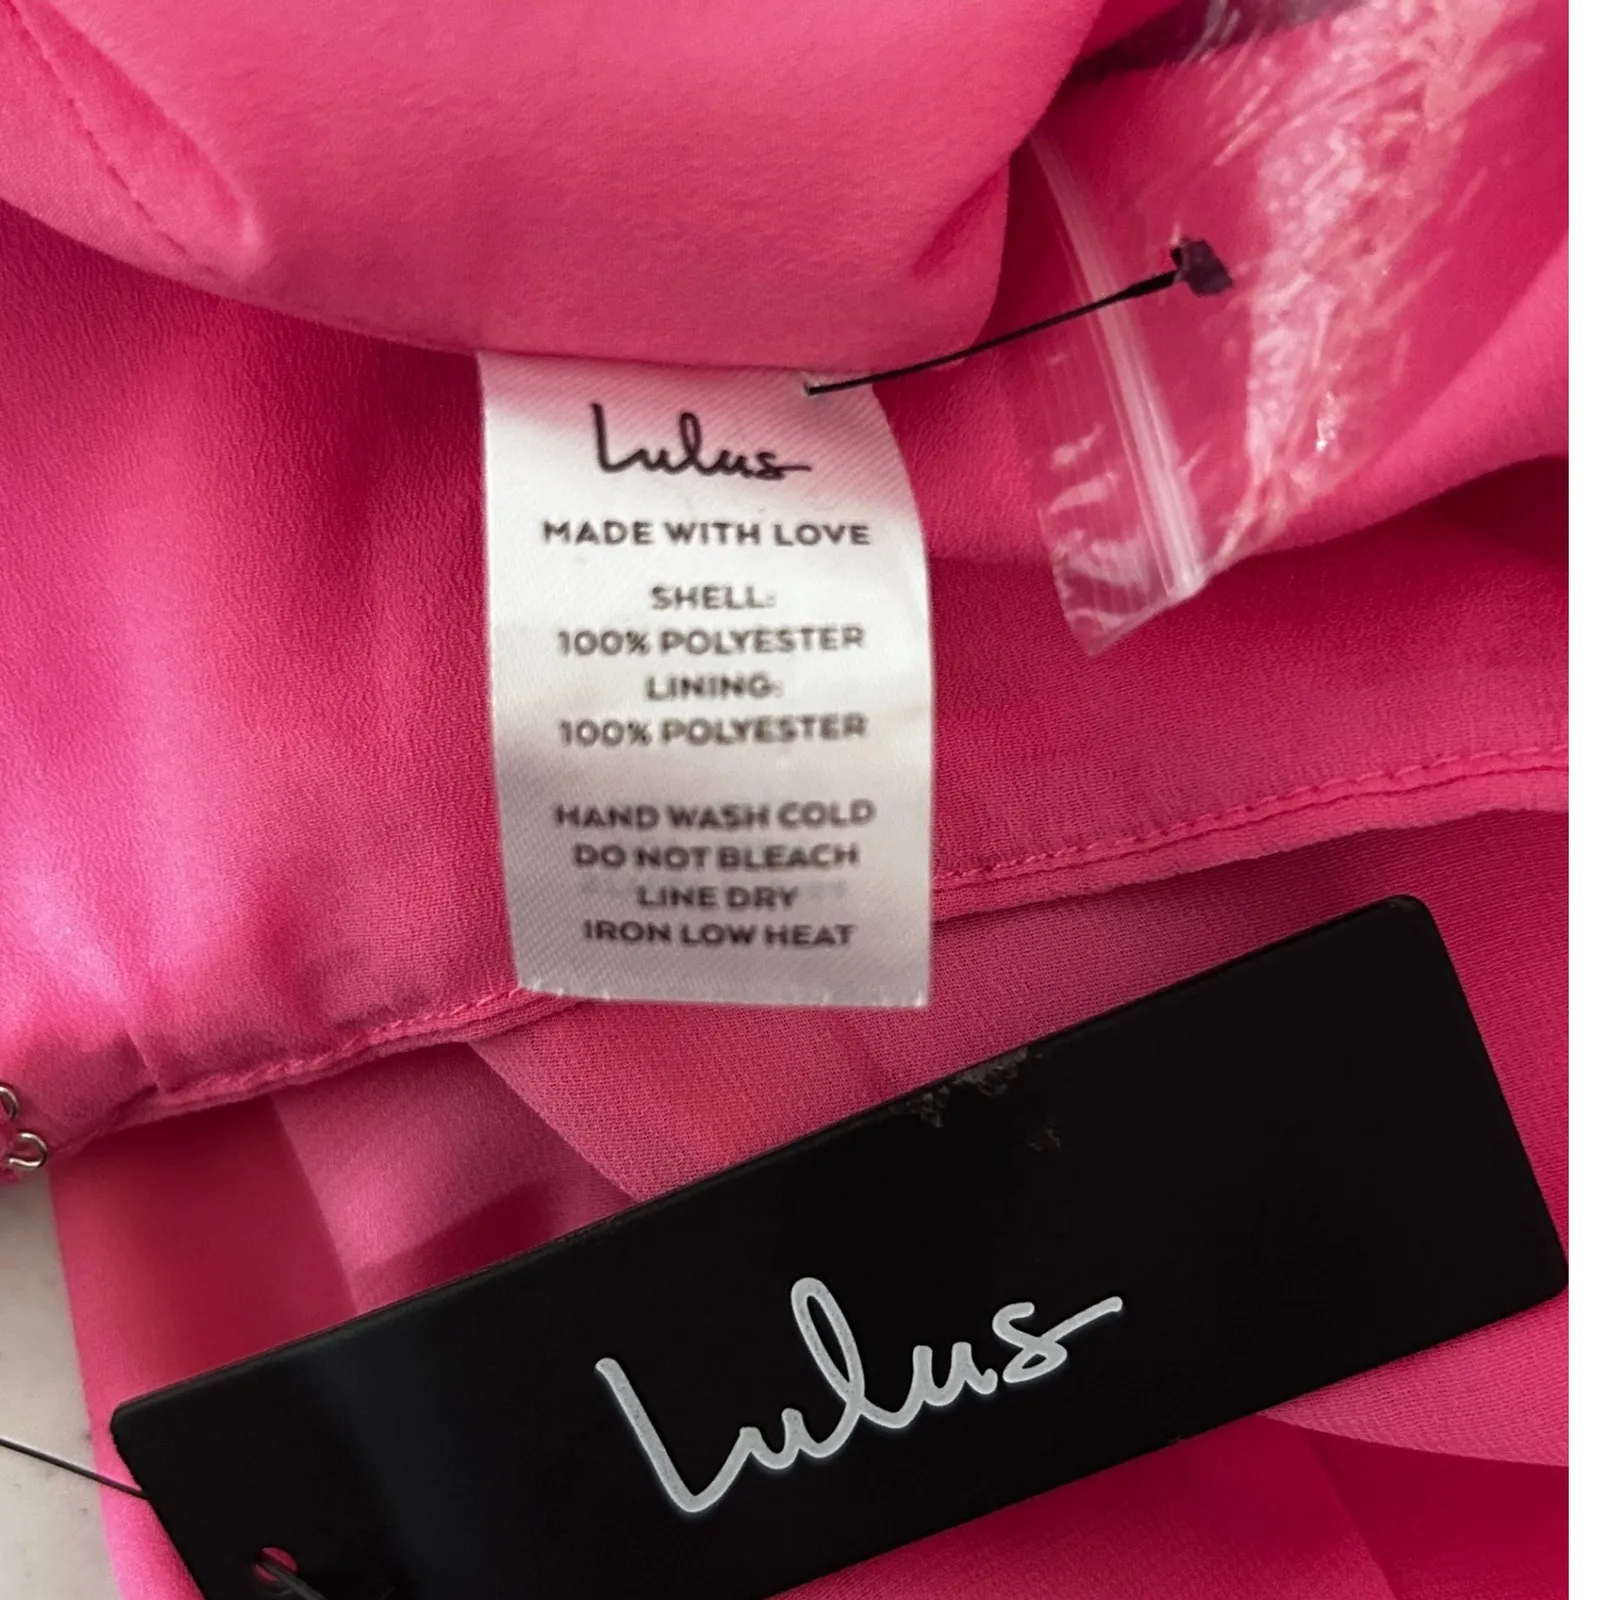 Lulus
MADE WITH LOVE
SHELL:
100% POLYESTER
LINING:
100% POLYESTER
HAND WASH COLD
DO NOT BLEACH
LINE DRY
IRON LOW HEAT
Lulus